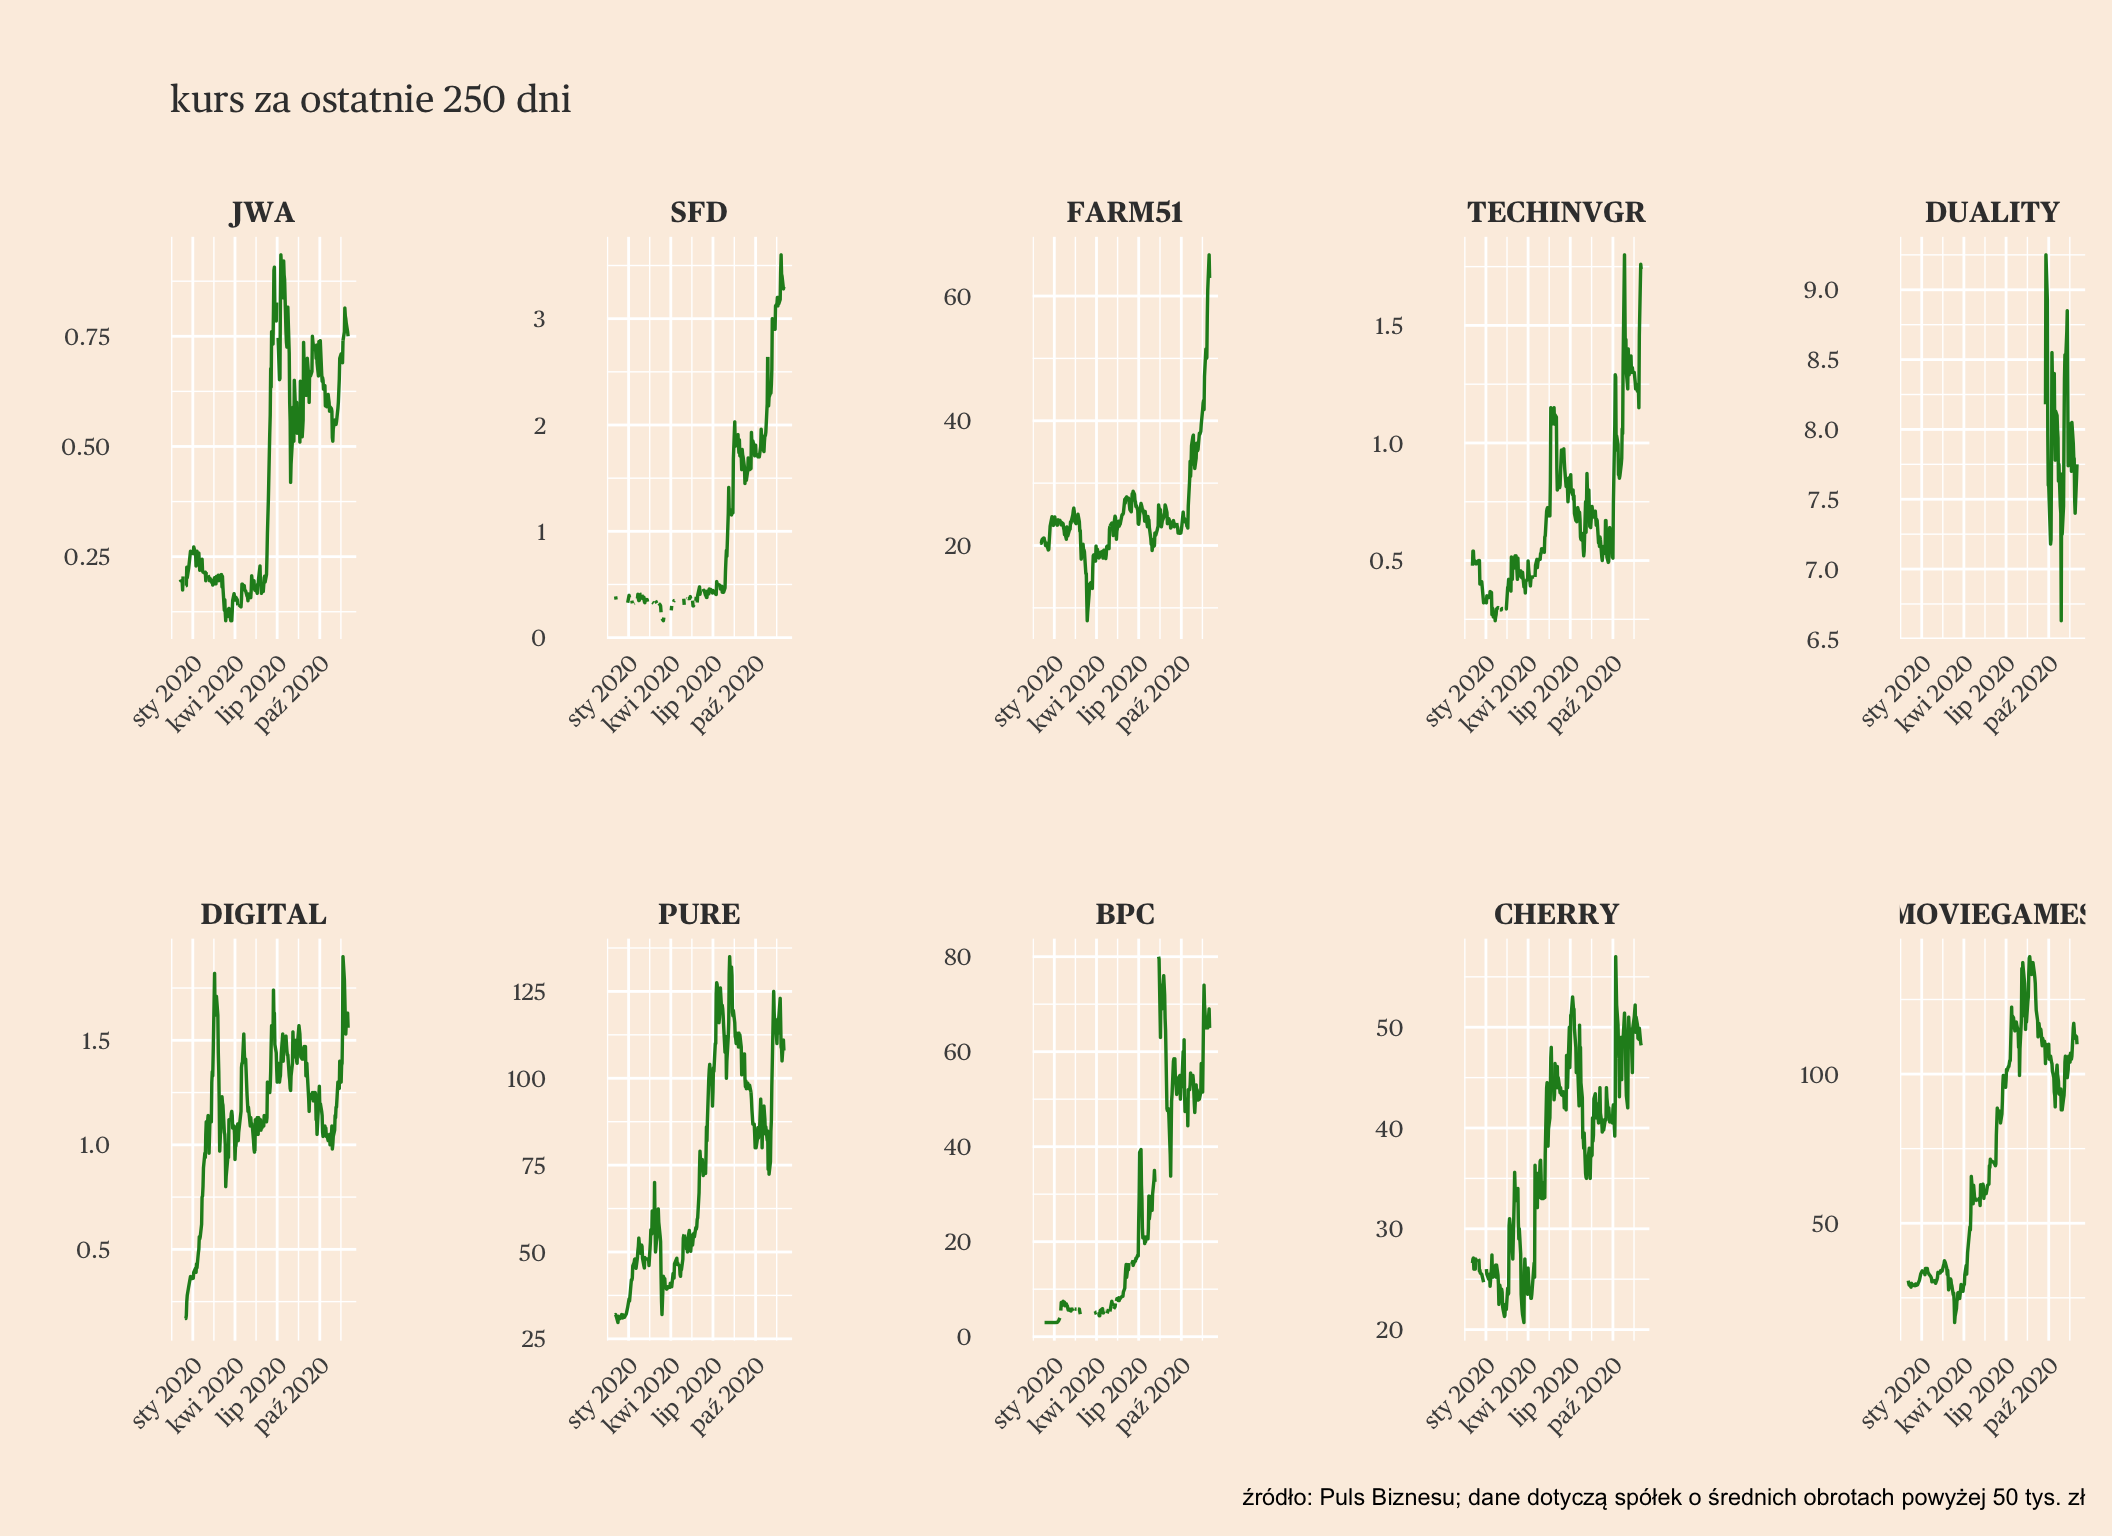 kurs za ostatnie 250 dni
JWA SFD FARM51 TECHINVGR DUALITY
0.75
0.50
0.25
sty 2020 kwi 2020 lip 2020 paź 2020
3
2
1
0
sty 2020 kwi 2020 lip 2020 paź 2020
60
40
20
sty 2020 kwi 2020 lip 2020 paź 2020
1.5
1.0
0.5
sty 2020 kwi 2020 lip 2020 paź 2020
9.0
8.5
8.0
7.5
7.0
6.5
sty 2020 kwi 2020 lip 2020 paź 2020
DIGITAL PURE BPC CHERRY MOVIEGAMES
1.5
1.0
0.5
sty 2020 kwi 2020 lip 2020 paź 2020
125
100
75
50
25
sty 2020 kwi 2020 lip 2020 paź 2020
80
60
40
20
0
sty 2020 kwi 2020 lip 2020 paź 2020
50
40
30
20
sty 2020 kwi 2020 lip 2020 paź 2020
100
50
sty 2020 kwi 2020 lip 2020 paź 2020
źródło: Puls Biznesu; dane dotyczą spółek o średnich obrotach powyżej 50 tys. zł